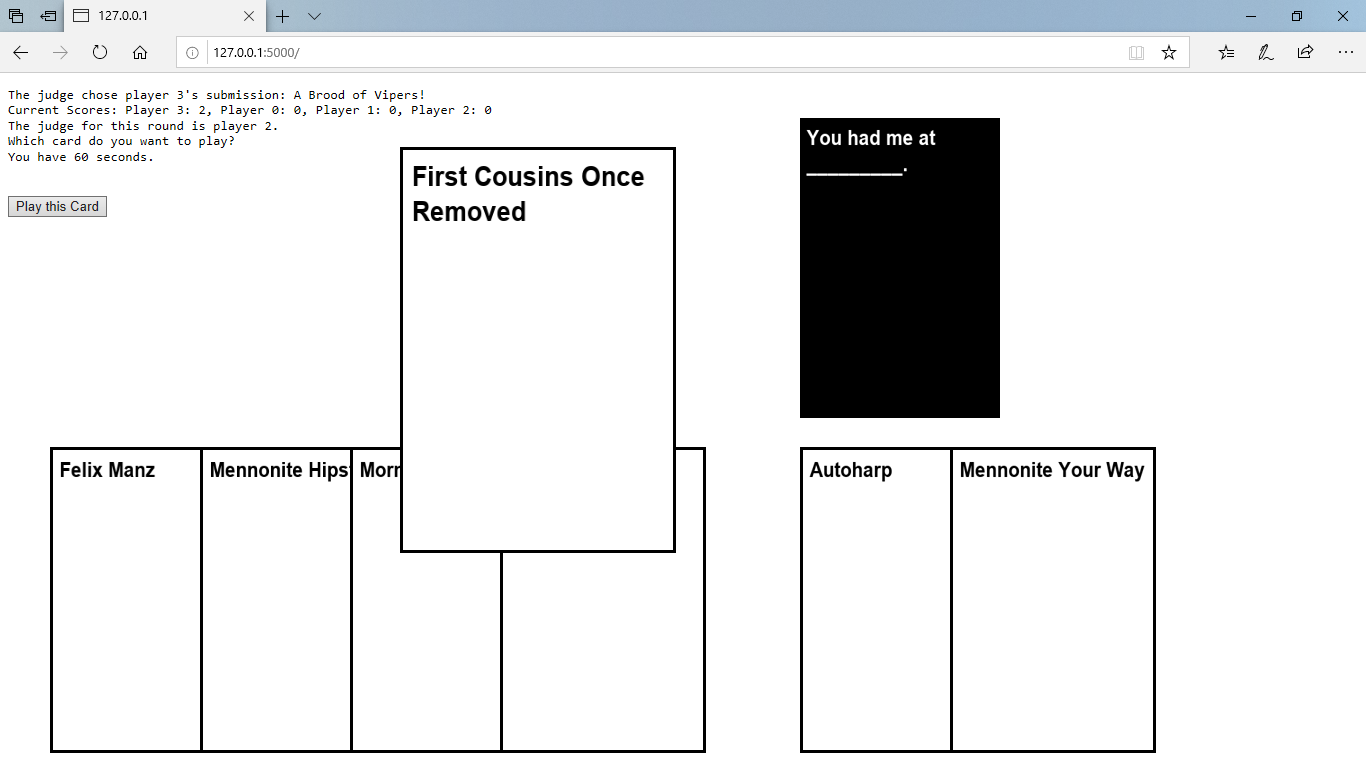 127.0.0.1
127.0.0.1:5000/
The judge chose player 3's submission: A Brood of Vipers!
Current Scores: Player 3: 2, Player 0: 0, Player 1: 0, Player 2: 0
The judge for this round is player 2.
Which card do you want to play?
You have 60 seconds.
Play this Card
First Cousins Once
Removed
You had me at
_________.
Felix Manz
Mennonite Hips
Morr
Autoharp
Mennonite Your Way